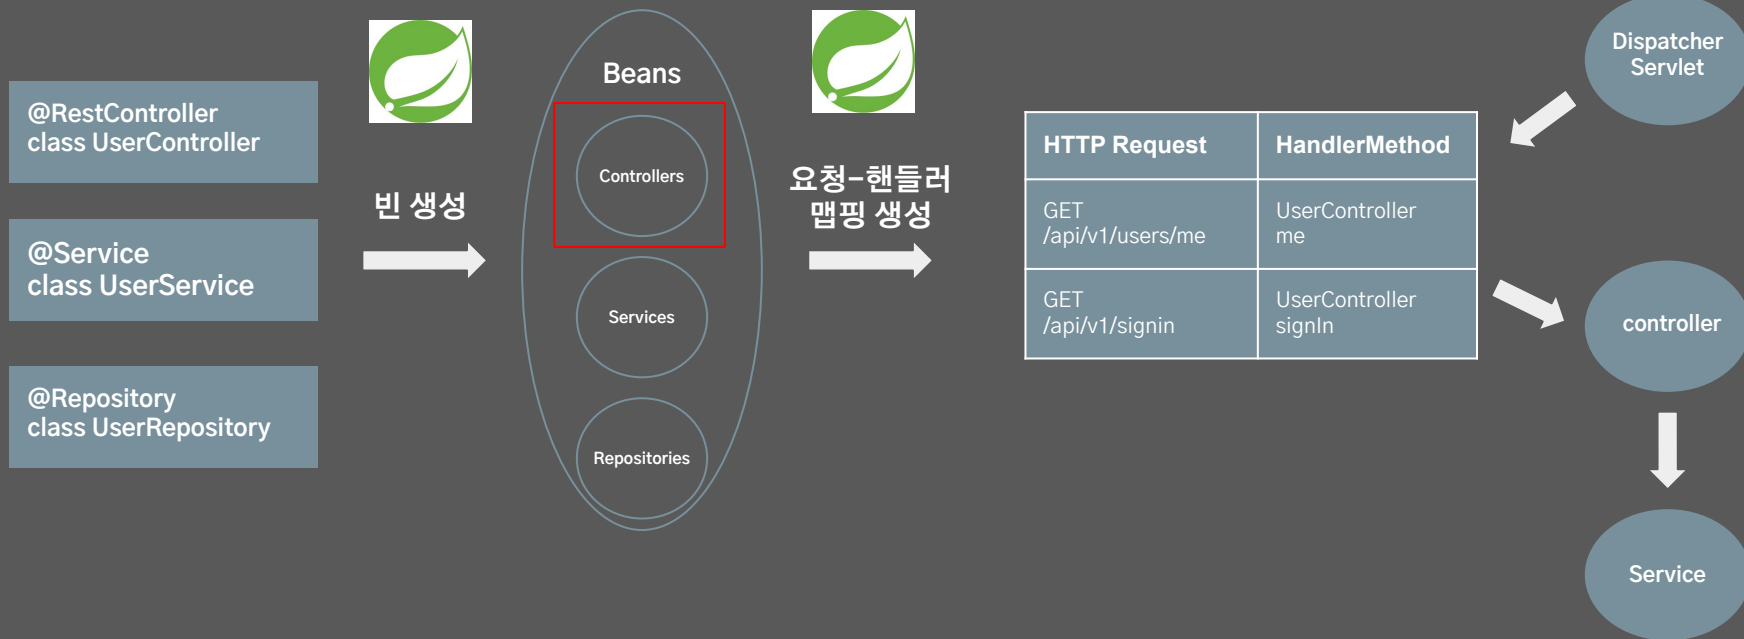 @RestController
class UserController
@Service
class UserService
@Repository
class UserRepository
빈 생성
Beans
Controllers
Services
Repositories
요청-핸들러
맵핑 생성
HTTP Request
HandlerMethod
GET
/api/v1/users/me
UserController
me
GET
/api/v1/signin
UserController
signIn
Dispatcher
Servlet
controller
Service